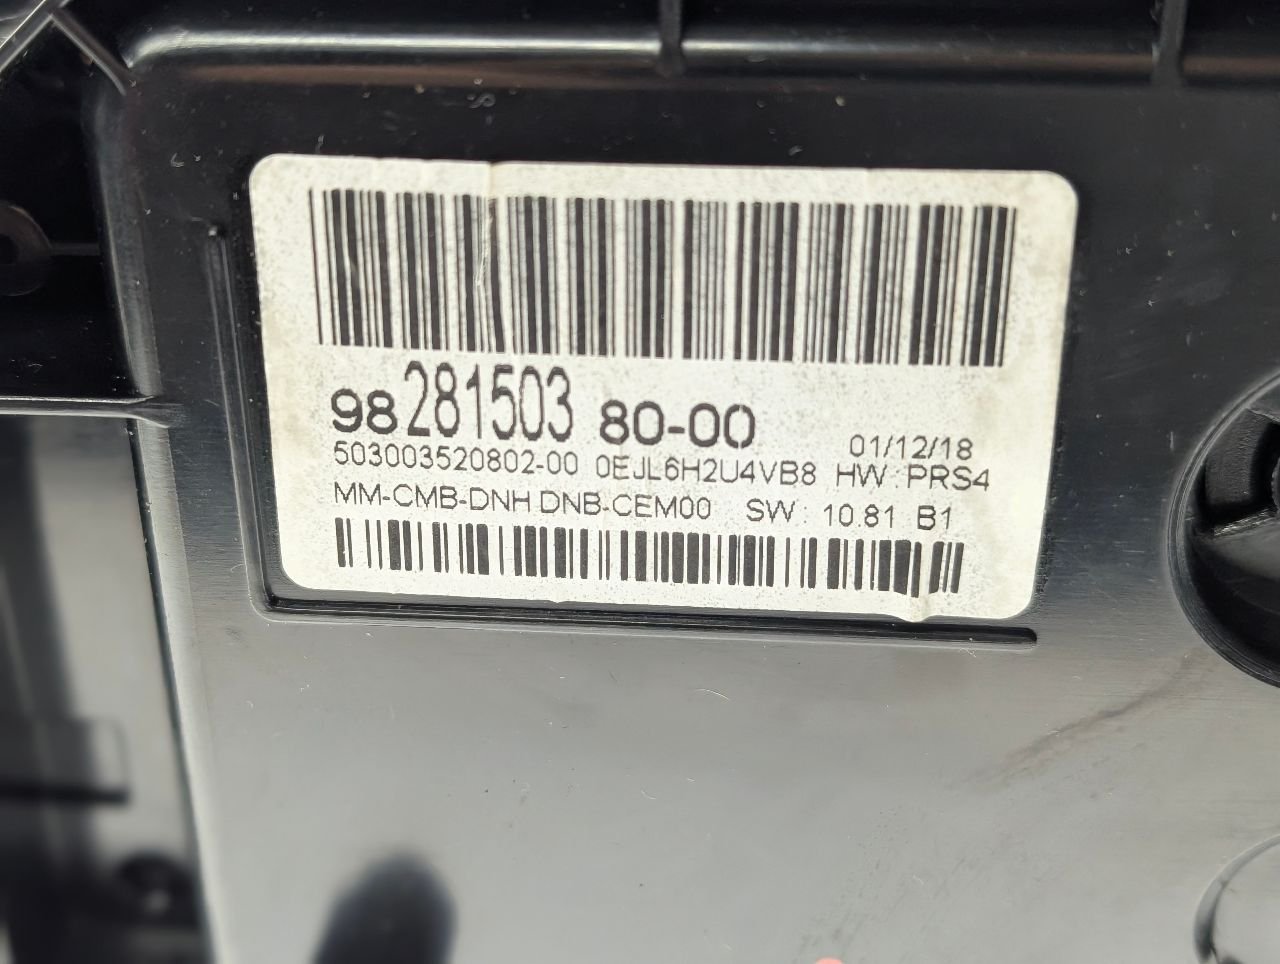 98 281503 80-00 01/12/18
503003520802-00 0EJL6H2U4VB8 HW: PRS4
MM-CMB-DNH DNB-CEM00 SW: 10.81 B1